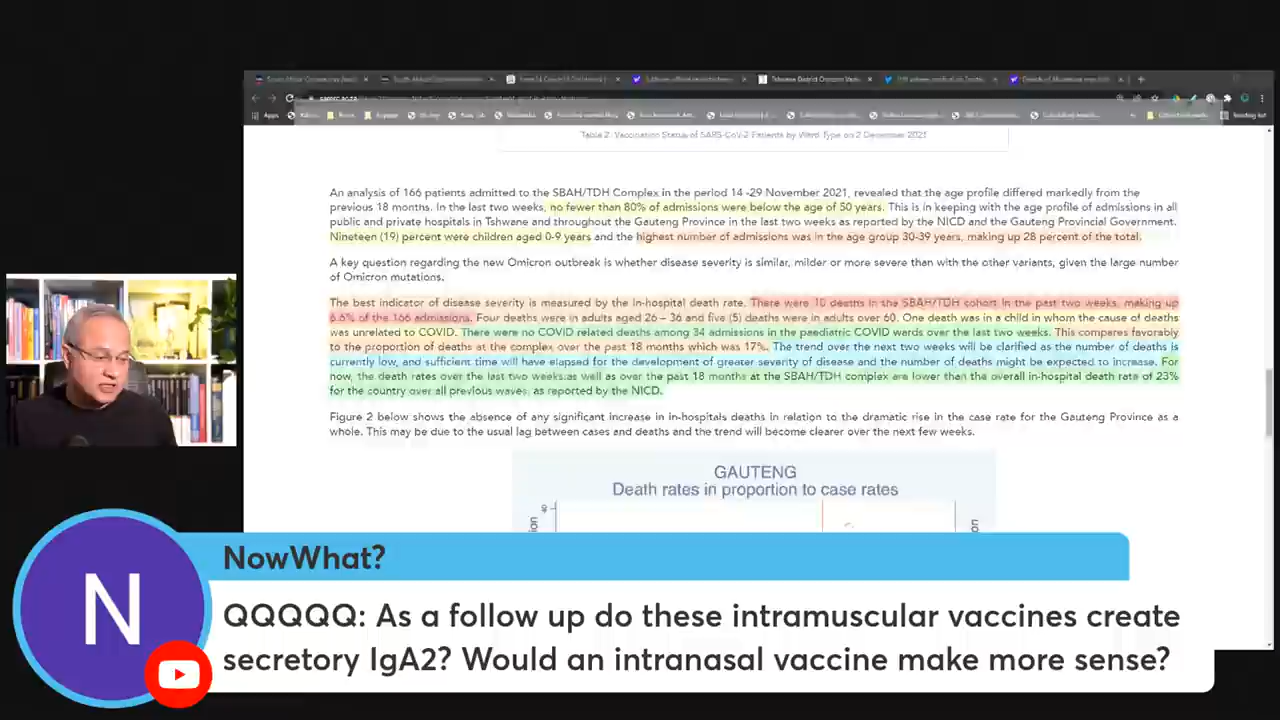 Table 2: Vaccination Status of SARS-CoV-2 Patients by Ward Type on 2 December 2021
An analysis of 166 patients admitted to the SBAH/TDH Complex in the period 14 -29 November 2021, revealed that the age profile differed markedly from the
previous 18 months. In the last two weeks, no fewer than 80% of admissions were below the age of 50 years. This is in keeping with the age profile of admissions in all
public and private hospitals in Tshwane and throughout the Gauteng Province in the last two weeks as reported by the NICD and the Gauteng Provincial Government.
Nineteen (19) percent were children aged 0-9 years and the highest number of admissions was in the age group 30-39 years, making up 28 percent of the total.
A key question regarding the new Omicron outbreak is whether disease severity is similar, milder or more severe than with the other variants, given the large number
of Omicron mutations.
The best indicator of disease severity is measured by the in-hospital death rate. There were 10 deaths in the SBAH/TDH cohort in the past two weeks, making up
6.6% of the 166 admissions. Four deaths were in adults aged 26 – 36 and five (5) deaths were in adults over 60. One death was in a child in whom the cause of death
was unrelated to COVID. There were no COVID related deaths among 34 admissions in the paediatric COVID wards over the last two weeks. This compares favorably
to the proportion of deaths at the complex over the past 18 months which was 17%. The trend over the next two weeks will be clarified as the number of deaths is
currently low, and sufficient time will have elapsed for the development of greater severity of disease and the number of deaths might be expected to increase. For
now, the death rates over the last two weeks as well as over the past 18 months at the SBAH/TDH complex are lower than the overall in-hospital death rate of 23%
for the country over all previous waves, as reported by the NICD.
Figure 2 below shows the absence of any significant increase in in-hospitals deaths in relation to the dramatic rise in the case rate for the Gauteng Province as a
whole. This may be due to the usual lag between cases and deaths and the trend will become clearer over the next few weeks.
GAUTENG
Death rates in proportion to case rates
40
N
NowWhat?
QQQQQ: As a follow up do these intramuscular vaccines create
secretory IgA2? Would an intranasal vaccine make more sense?